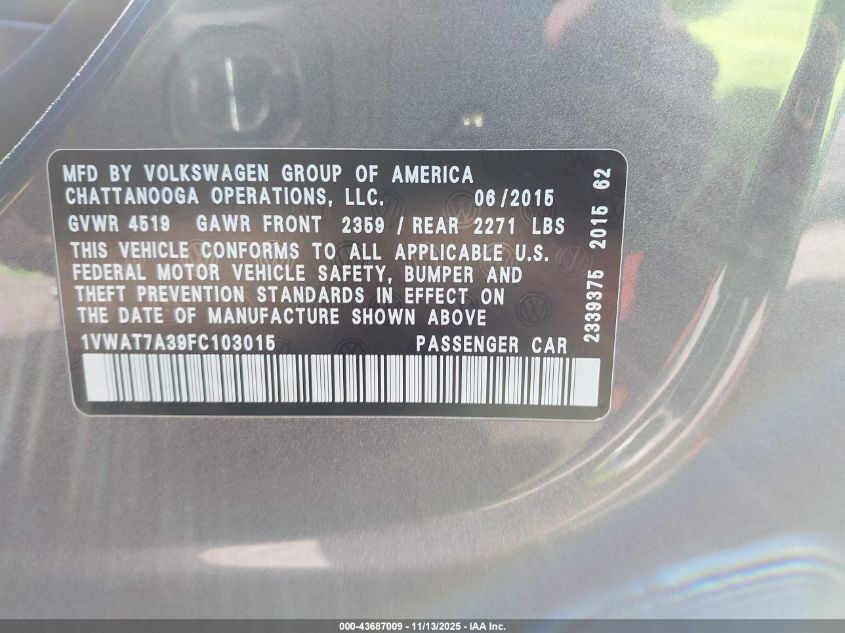 MFD BY VOLKSWAGEN GROUP OF AMERICA
CHATTANOOGA OPERATIONS, LLC. 06/2015
GVWR 4519 GAWR FRONT 2359 / REAR 2271 LBS
THIS VEHICLE CONFORMS TO ALL APPLICABLE U.S.
FEDERAL MOTOR VEHICLE SAFETY, BUMPER AND
THEFT PREVENTION STANDARDS IN EFFECT ON
THE DATE OF MANUFACTURE SHOWN ABOVE
1VWAT7A39FC103015 PASSENGER CAR
2339375 2015 62
000-43687009 - 11/13/2025 - IAA Inc.